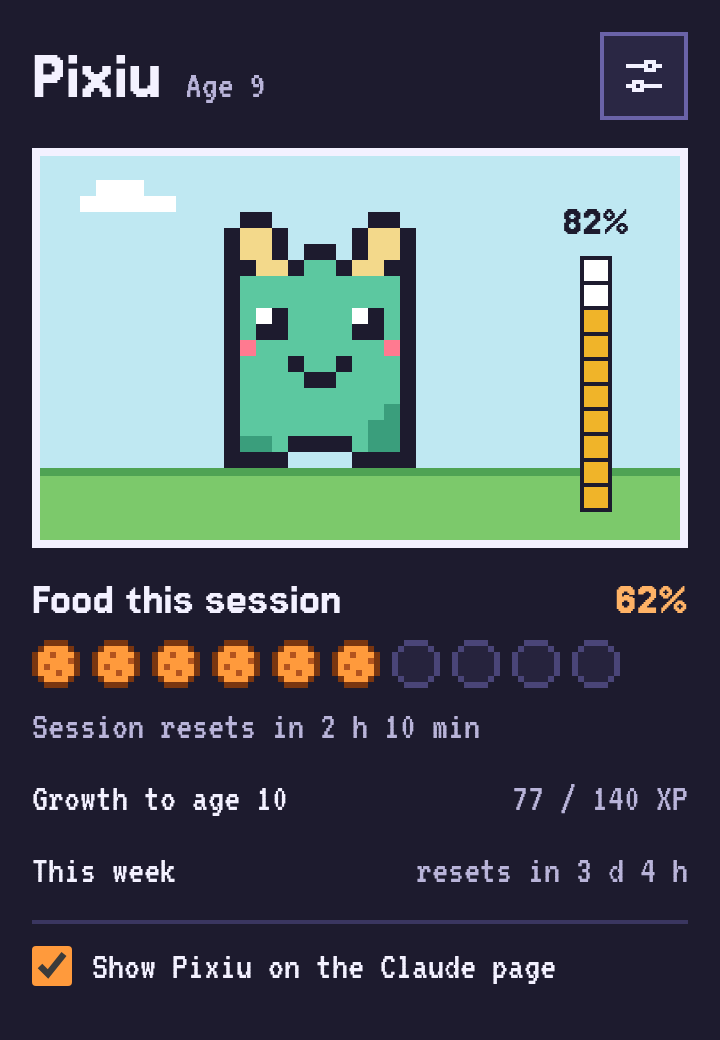 Pixiu Age 9
82%
Food this session 62%
Session resets in 2 h 10 min
Growth to age 10 77 / 140 XP
This week resets in 3 d 4 h
Show Pixiu on the Claude page